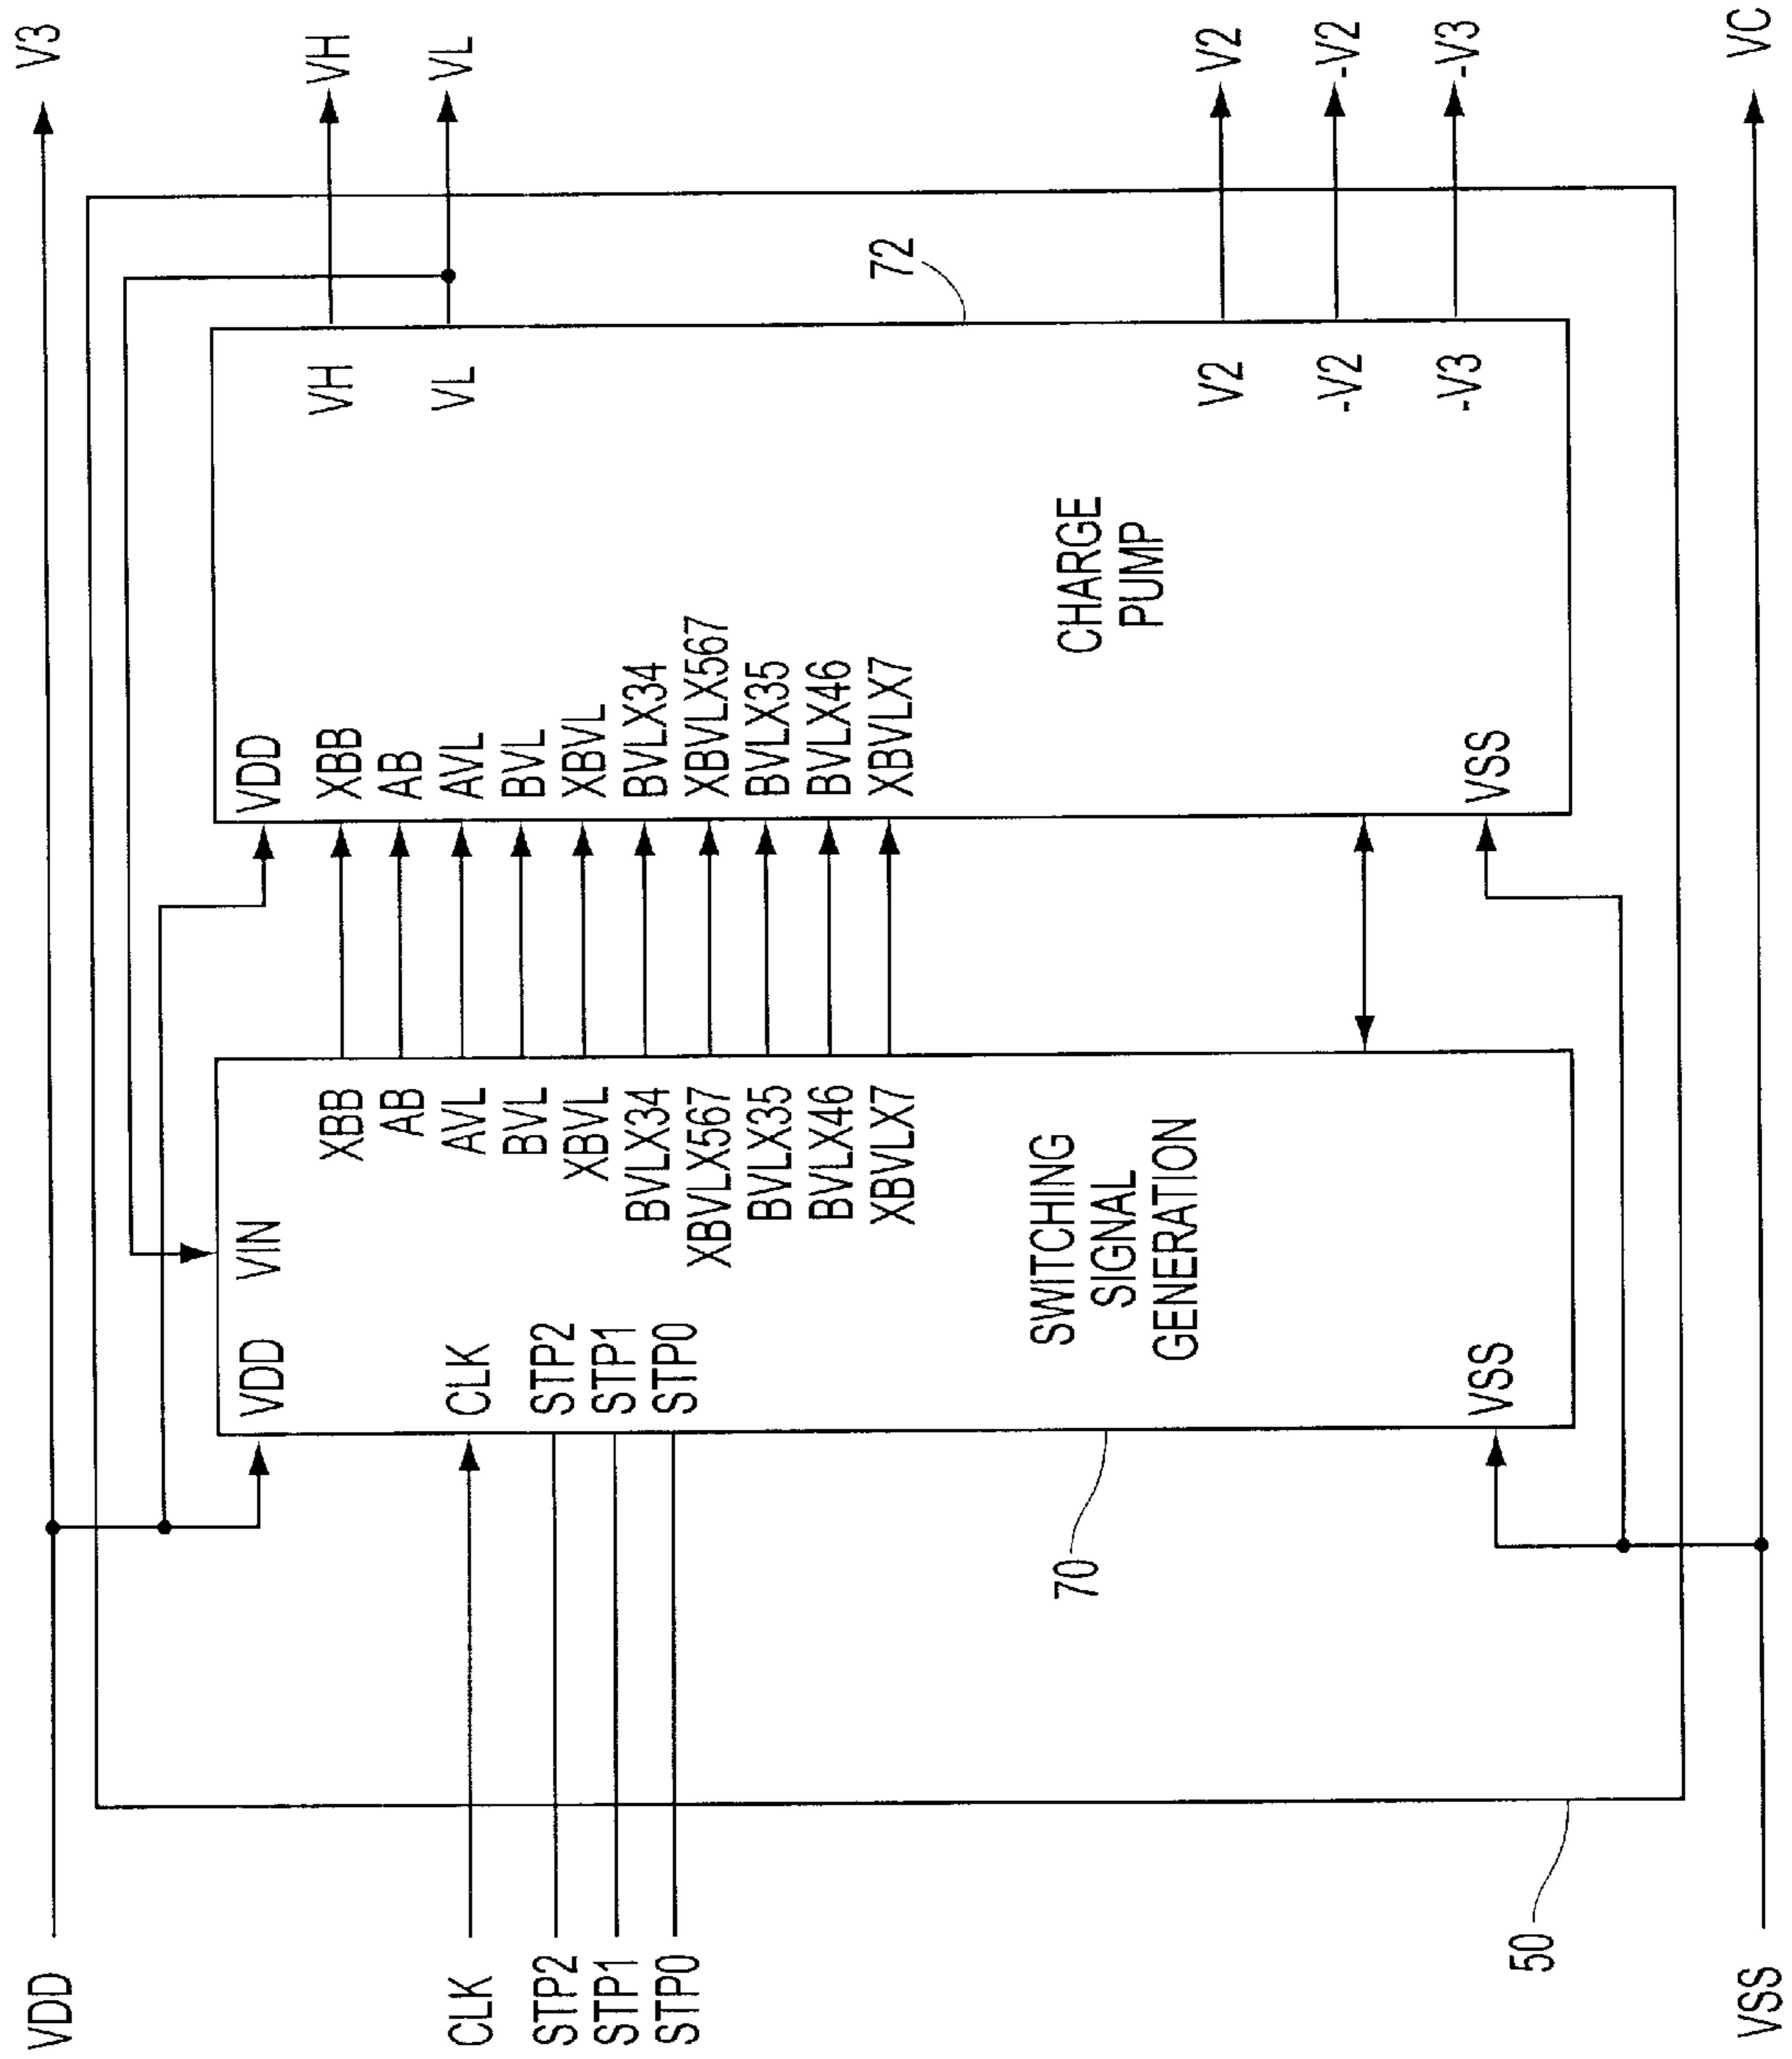 VDD
V3
VH
VL
CLK
STP2
STP1
STP0
VSS
VC
V2
-V2
-V3
50
70
VDD
VIN
CLK
STP2
STP1
STP0
VSS
XBB
AB
AVL
BVL
XBVL
BVLX34
XBVLX567
BVLX35
BVLX46
XBVLX7
SWITCHING
SIGNAL
GENERATION
72
VDD
XBB
AB
AVL
BVL
XBVL
BVLX34
XBVLX567
BVLX35
BVLX46
XBVLX7
VSS
CHARGE
PUMP
VH
VL
V2
-V2
-V3